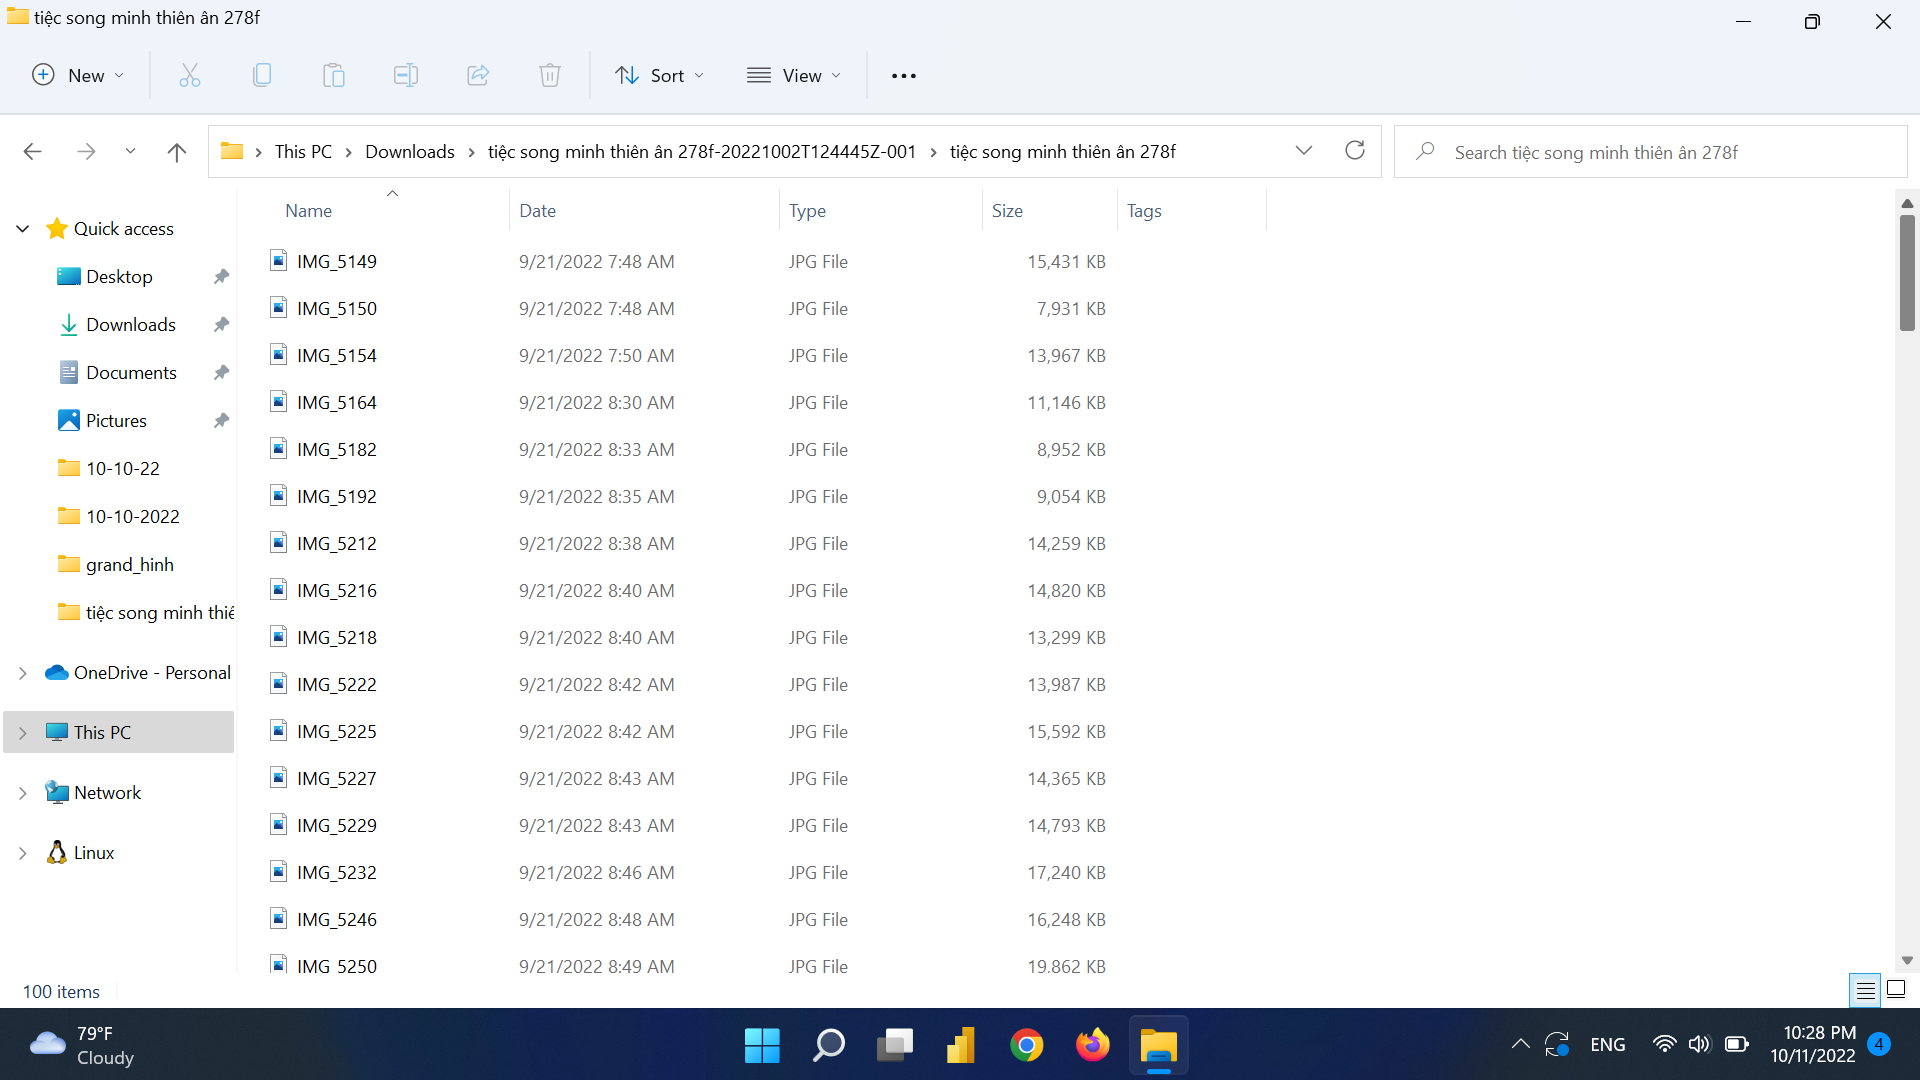 tiệc song minh thiên ân 278f
New
Sort
View
This PC > Downloads > tiệc song minh thiên ân 278f-20221002T124445Z-001 > tiệc song minh thiên ân 278f
Search tiệc song minh thiên ân 278f
Quick access
Desktop
Downloads
Documents
Pictures
10-10-22
10-10-2022
grand_hinh
tiệc song minh thiê
OneDrive - Personal
This PC
Network
Linux
Name Date Type Size Tags
IMG_5149 9/21/2022 7:48 AM JPG File 15,431 KB
IMG_5150 9/21/2022 7:48 AM JPG File 7,931 KB
IMG_5154 9/21/2022 7:50 AM JPG File 13,967 KB
IMG_5164 9/21/2022 8:30 AM JPG File 11,146 KB
IMG_5182 9/21/2022 8:33 AM JPG File 8,952 KB
IMG_5192 9/21/2022 8:35 AM JPG File 9,054 KB
IMG_5212 9/21/2022 8:38 AM JPG File 14,259 KB
IMG_5216 9/21/2022 8:40 AM JPG File 14,820 KB
IMG_5218 9/21/2022 8:40 AM JPG File 13,299 KB
IMG_5222 9/21/2022 8:42 AM JPG File 13,987 KB
IMG_5225 9/21/2022 8:42 AM JPG File 15,592 KB
IMG_5227 9/21/2022 8:43 AM JPG File 14,365 KB
IMG_5229 9/21/2022 8:43 AM JPG File 14,793 KB
IMG_5232 9/21/2022 8:46 AM JPG File 17,240 KB
IMG_5246 9/21/2022 8:48 AM JPG File 16,248 KB
IMG_5250 9/21/2022 8:49 AM JPG File 19,862 KB
100 items
79°F
Cloudy
ENG
10:28 PM
10/11/2022
4